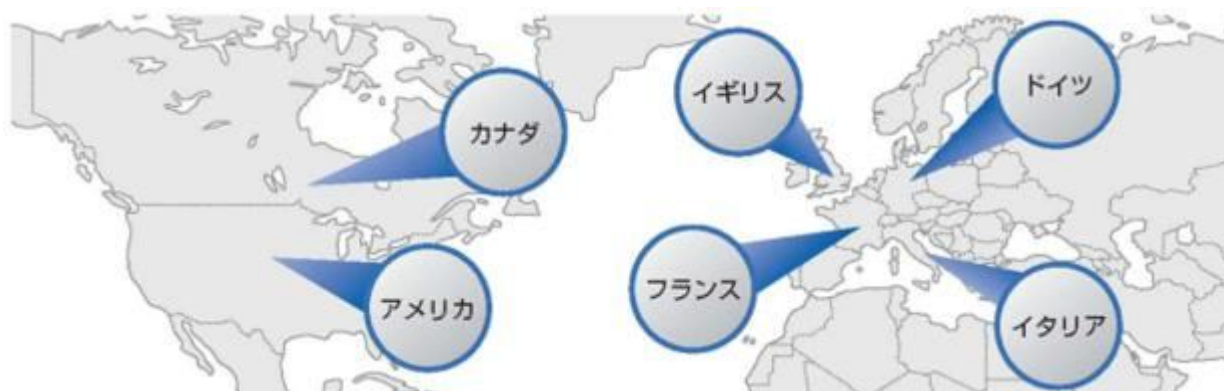 カナダ
アメリカ
イギリス
ドイツ
フランス
イタリア